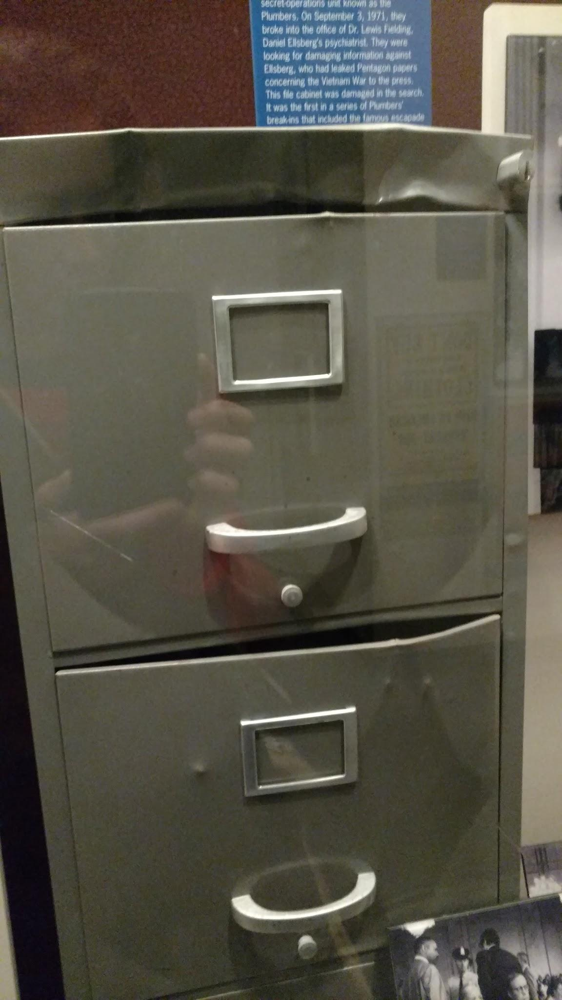 secret-operations unit known as the
Plumbers. On September 3, 1971, they
broke into the office of Dr. Lewis Fielding,
Daniel Ellsberg's psychiatrist. They were
looking for damaging information against
Ellsberg, who had leaked Pentagon papers
concerning the Vietnam War to the press.
This file cabinet was damaged in the search.
It was the first in a series of Plumbers'
break-ins that included the famous escapade